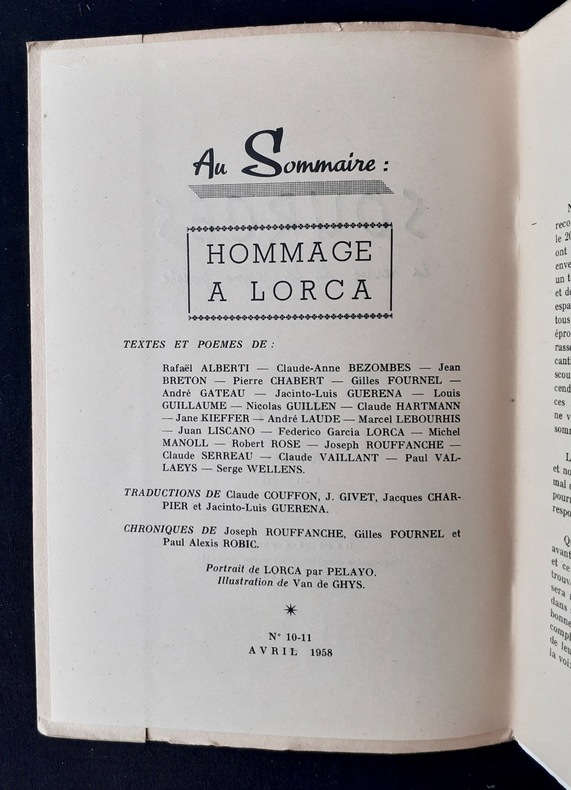 Au Sommaire :
HOMMAGE
A LORCA
TEXTES ET POEMES DE :
Rafaël ALBERTI — Claude-Anne BEZOMBES — Jean
BRETON — Pierre CHABERT — Gilles FOURNEL —
André GATEAU — Jacinto-Luis GUERENA — Louis
GUILLAUME — Nicolas GUILLEN — Claude HARTMANN
— Jane KIEFFER — André LAUDE — Marcel LEBOURHIS
— Juan LISCANO — Federico Garcia LORCA — Michel
MANOLL — Robert ROSE — Joseph ROUFFANCHE —
Claude SERREAU — Claude VAILLANT — Paul VAL-
LAEYS — Serge WELLENS.
TRADUCTIONS DE Claude COUFFON, J. GIVET, Jacques CHAR-
PIER et Jacinto-Luis GUERENA.
CHRONIQUES DE Joseph ROUFFANCHE, Gilles FOURNEL et
Paul Alexis ROBIC.
Portrait de LORCA par PELAYO.
Illustration de Van de GHYS.
N° 10-11
AVRIL 1958